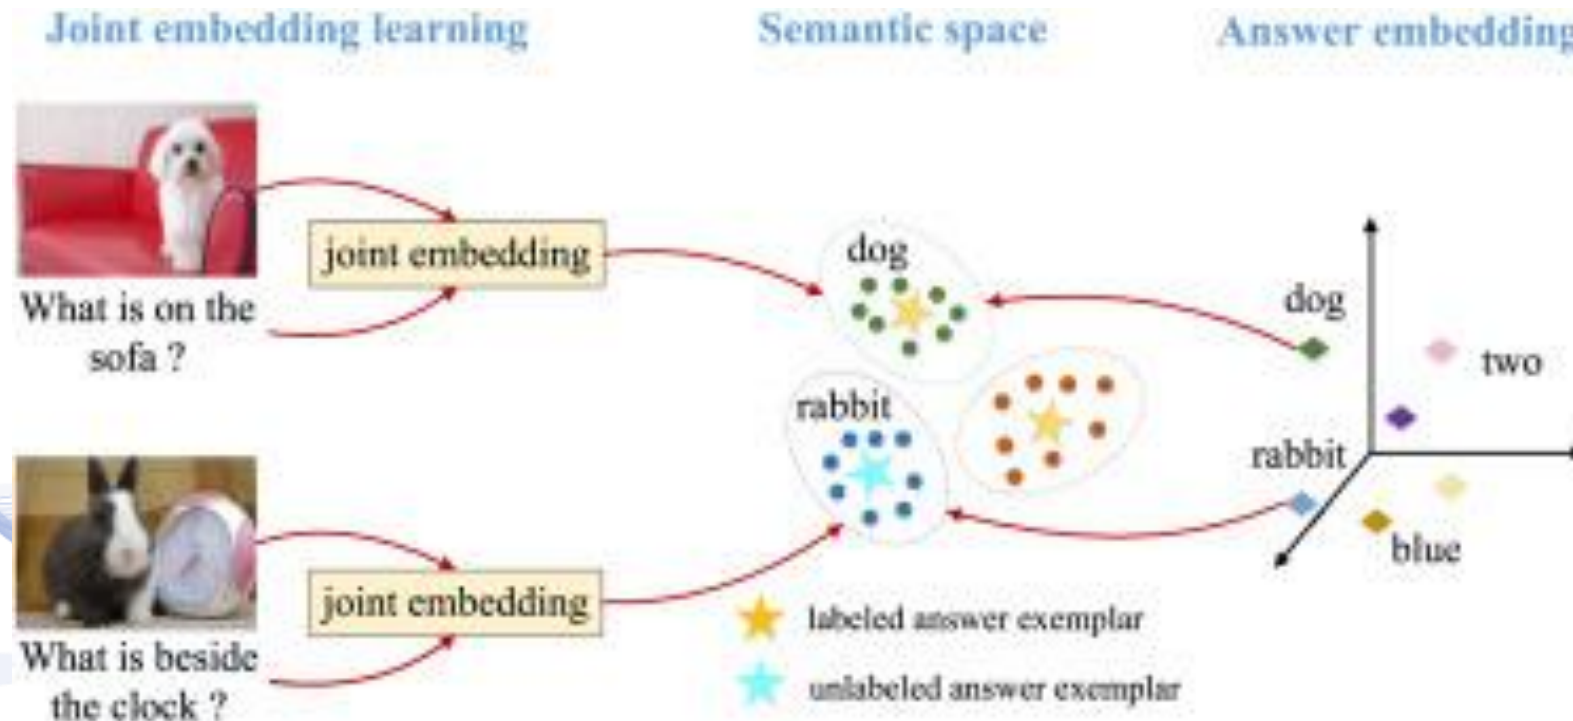 Joint embedding learning
Semantic space
Answer embedding
What is on the
sofa ?
joint embedding
dog
dog
two
rabbit
rabbit
blue
What is beside
the clock ?
joint embedding
labeled answer exemplar
unlabeled answer exemplar